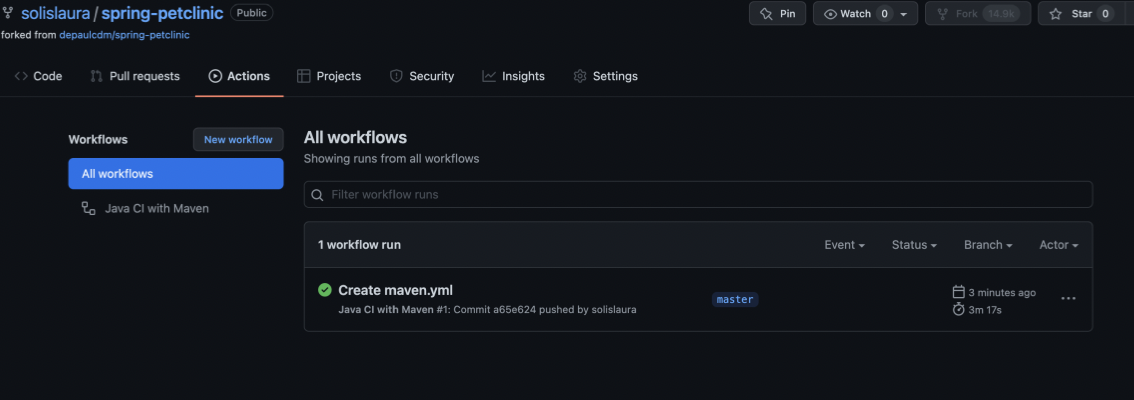 solislaura / spring-petclinic Public Pin Watch 0 Fork 14.9k Star 0
forked from depaulcdm/spring-petclinic
Code Pull requests Actions Projects Security Insights Settings
Workflows New workflow
All workflows
Java CI with Maven
All workflows
Showing runs from all workflows
Filter workflow runs
1 workflow run Event Status Branch Actor
Create maven.yml
Java CI with Maven #1: Commit a65e624 pushed by solislaura
master
3 minutes ago
3m 17s